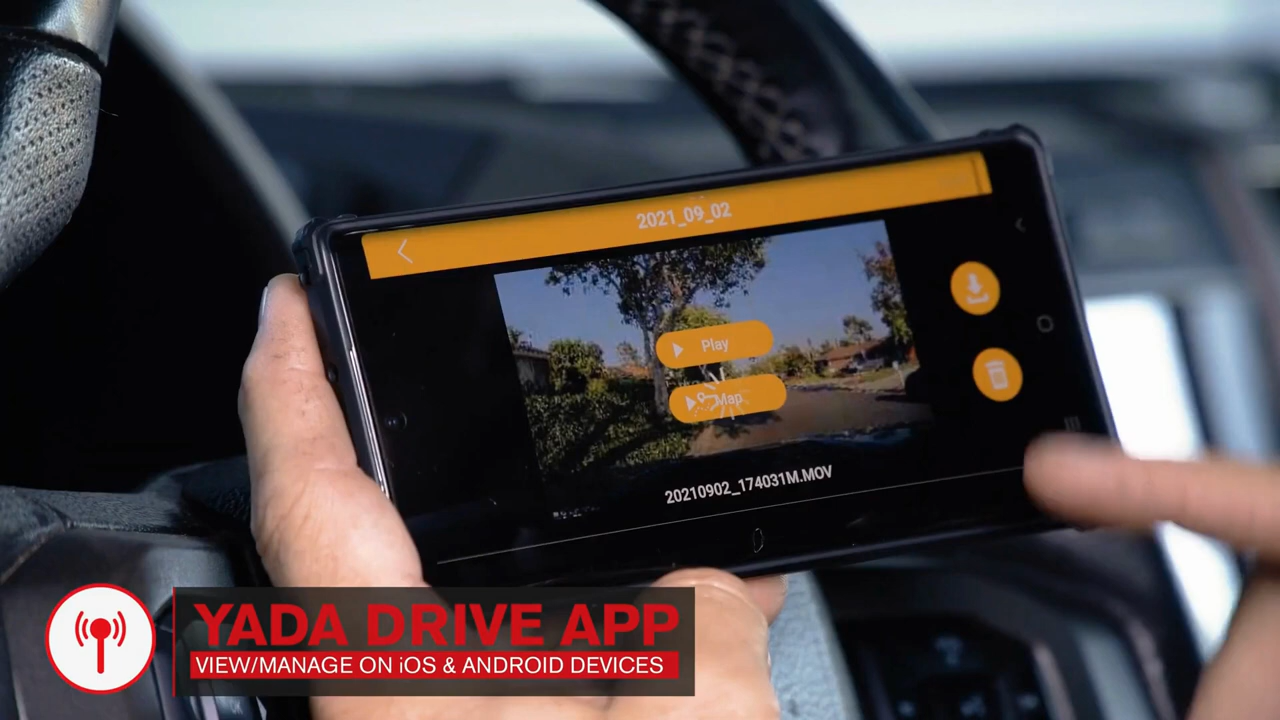 2021_09_02
Play
Map
20210902_174031M.MOV
YADA DRIVE APP
VIEW/MANAGE ON iOS & ANDROID DEVICES